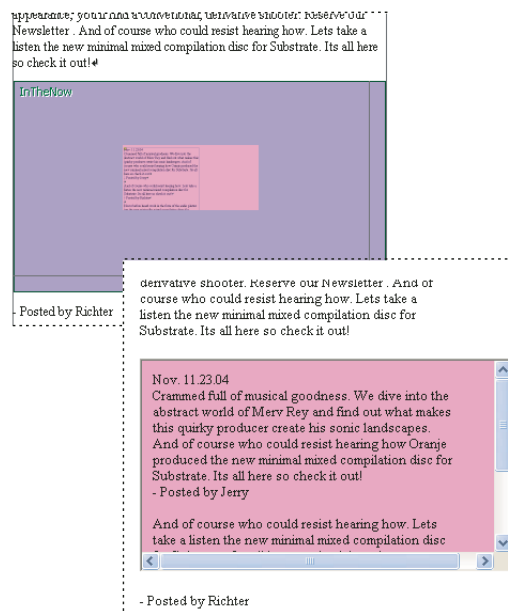 appearance, you'll find a conventional, derivative shooter. Reserve our
Newsletter . And of course who could resist hearing how. Lets take a
listen the new minimal mixed compilation disc for Substrate. Its all here
so check it out!↵
InTheNow
- Posted by Richter
derivative shooter. Reserve our Newsletter . And of
course who could resist hearing how. Lets take a
listen the new minimal mixed compilation disc for
Substrate. Its all here so check it out!
Nov. 11.23.04
Crammed full of musical goodness. We dive into the
abstract world of Merv Rey and find out what makes
this quirky producer create his sonic landscapes.
And of course who could resist hearing how Oranje
produced the new minimal mixed compilation disc for
Substrate. Its all here so check it out!
- Posted by Jerry
And of course who could resist hearing how. Lets
take a listen the new minimal mixed compilation disc
- Posted by Richter